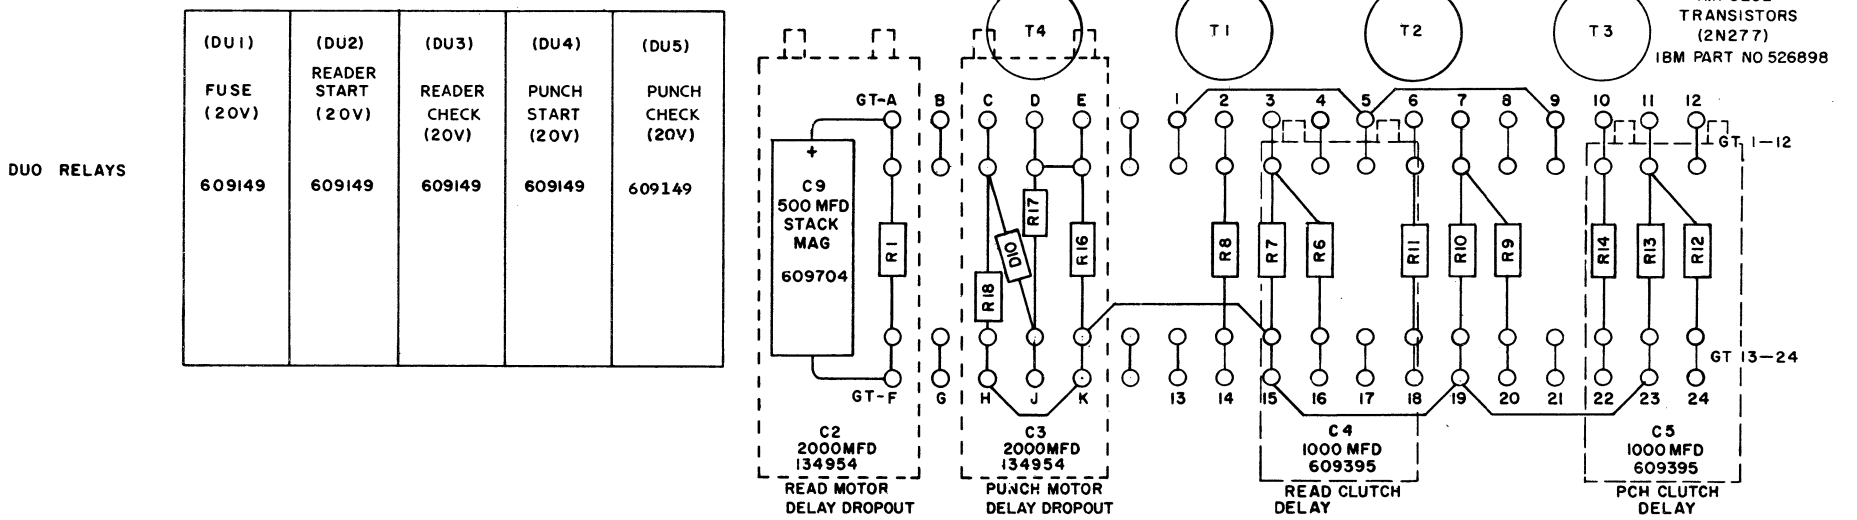 DUO RELAYS
(DU1)
FUSE
(20V)
609149
(DU2)
READER
START
(20V)
609149
(DU3)
READER
CHECK
(20V)
609149
(DU4)
PUNCH
START
(20V)
609149
(DU5)
PUNCH
CHECK
(20V)
609149
T4
T1
T2
T3
TRANSISTORS
(2N277)
IBM PART NO 526898
GT-A B C D E 1 2 3 4 5 6 7 8 9 10 11 12
GT 1-12
+
C9
500 MFD
STACK
MAG
609704
R1
R18
D10
R17
R16
R8
R7
R6
R11
R10
R9
R14
R13
R12
GT 13-24
GT-F G H J K 13 14 15 16 17 18 19 20 21 22 23 24
C2
2000MFD
134954
READ MOTOR
DELAY DROPOUT
C3
2000MFD
134954
PUNCH MOTOR
DELAY DROPOUT
C4
1000 MFD
609395
READ CLUTCH
DELAY
C5
1000 MFD
609395
PCH CLUTCH
DELAY